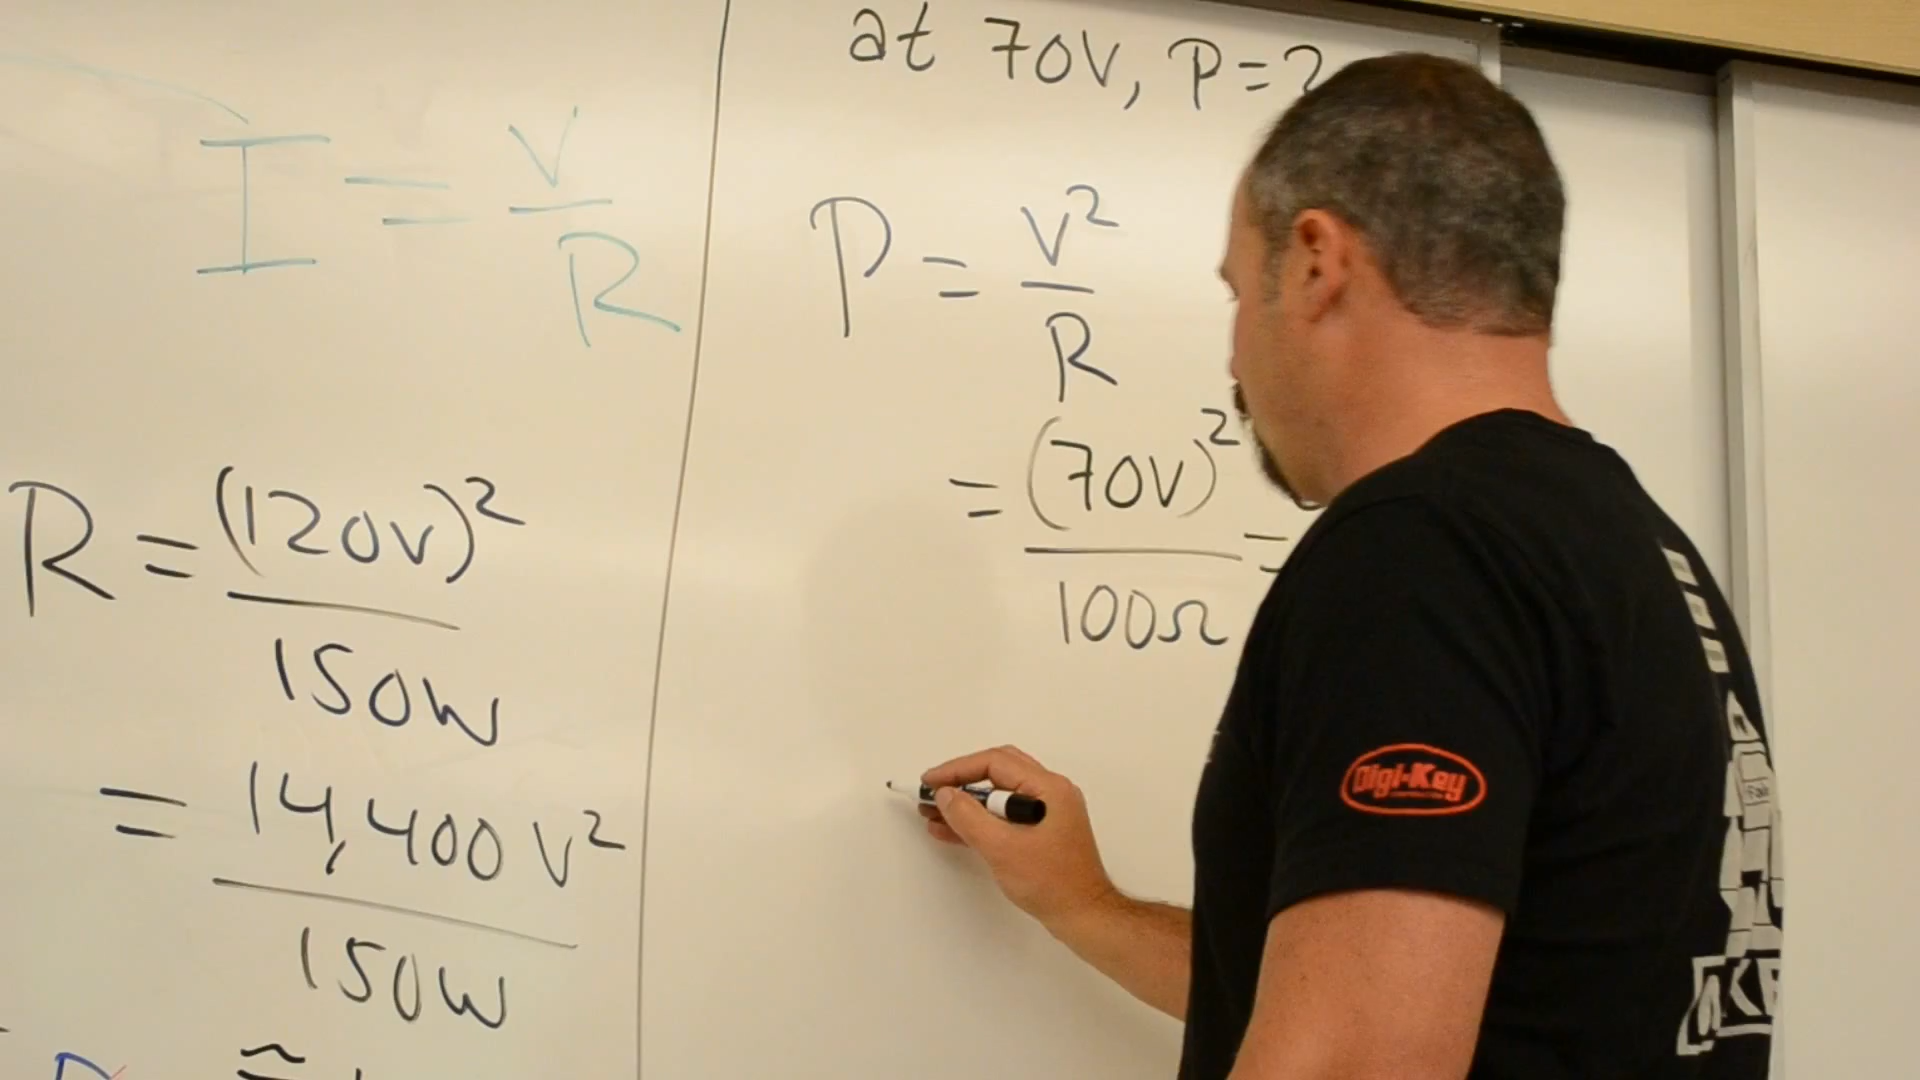 I = V
R
R = (120V)²
150W
= 14,400 V²
150W
≅
at 70V, P=?
P = V²
R
= (70V)² =
100Ω
Digi-Key